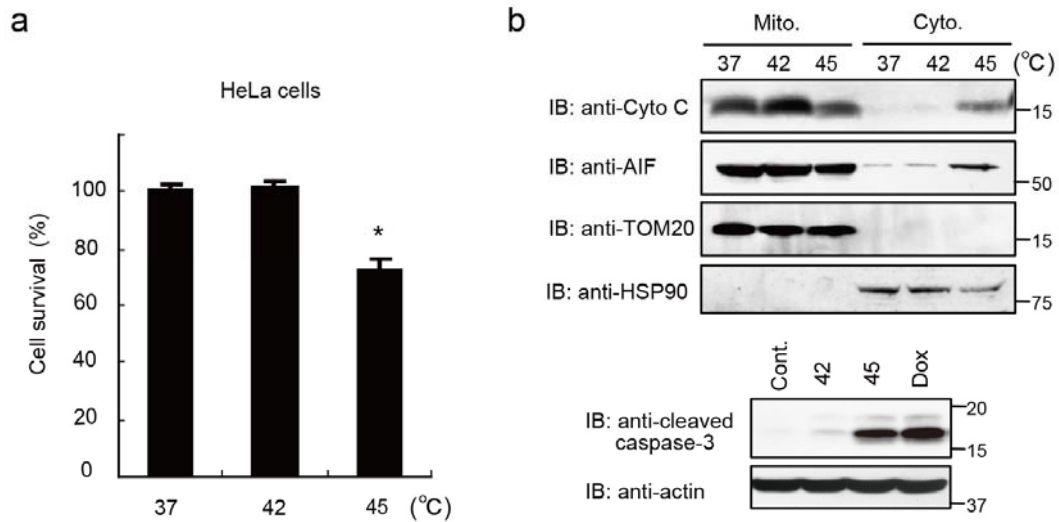 a
HeLa cells
Cell survival (%)
100
80
60
40
20
0
*
37 42 45 (°C)
b
Mito. Cyto.
37 42 45 37 42 45 (°C)
IB: anti-Cyto C 15
IB: anti-AIF 50
IB: anti-TOM20 15
IB: anti-HSP90 75
Cont. 42 45 Dox
20
IB: anti-cleaved
caspase-3
15
IB: anti-actin
37